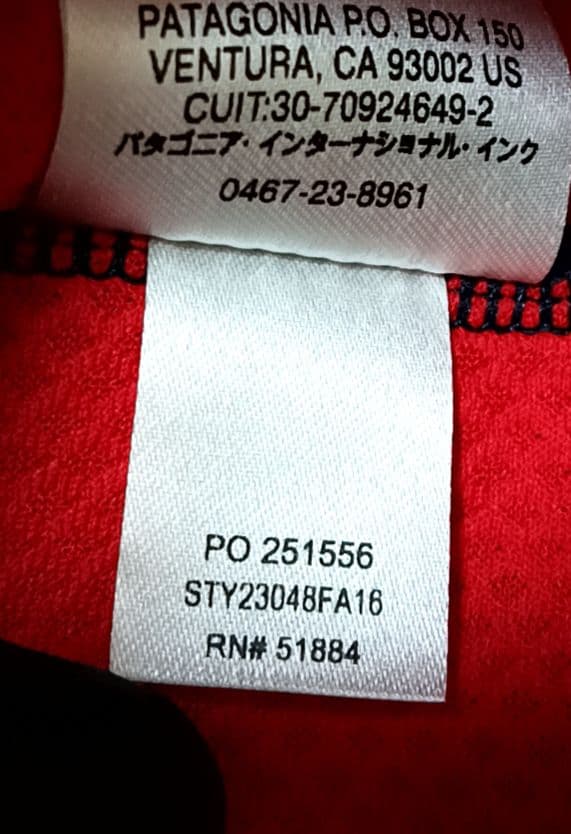 PATAGONIA P.O. BOX 150
VENTURA, CA 93002 US
CUIT:30-70924649-2
パタゴニア・インターナショナル・インク
0467-23-8961
PO 251556
STY23048FA16
RN# 51884